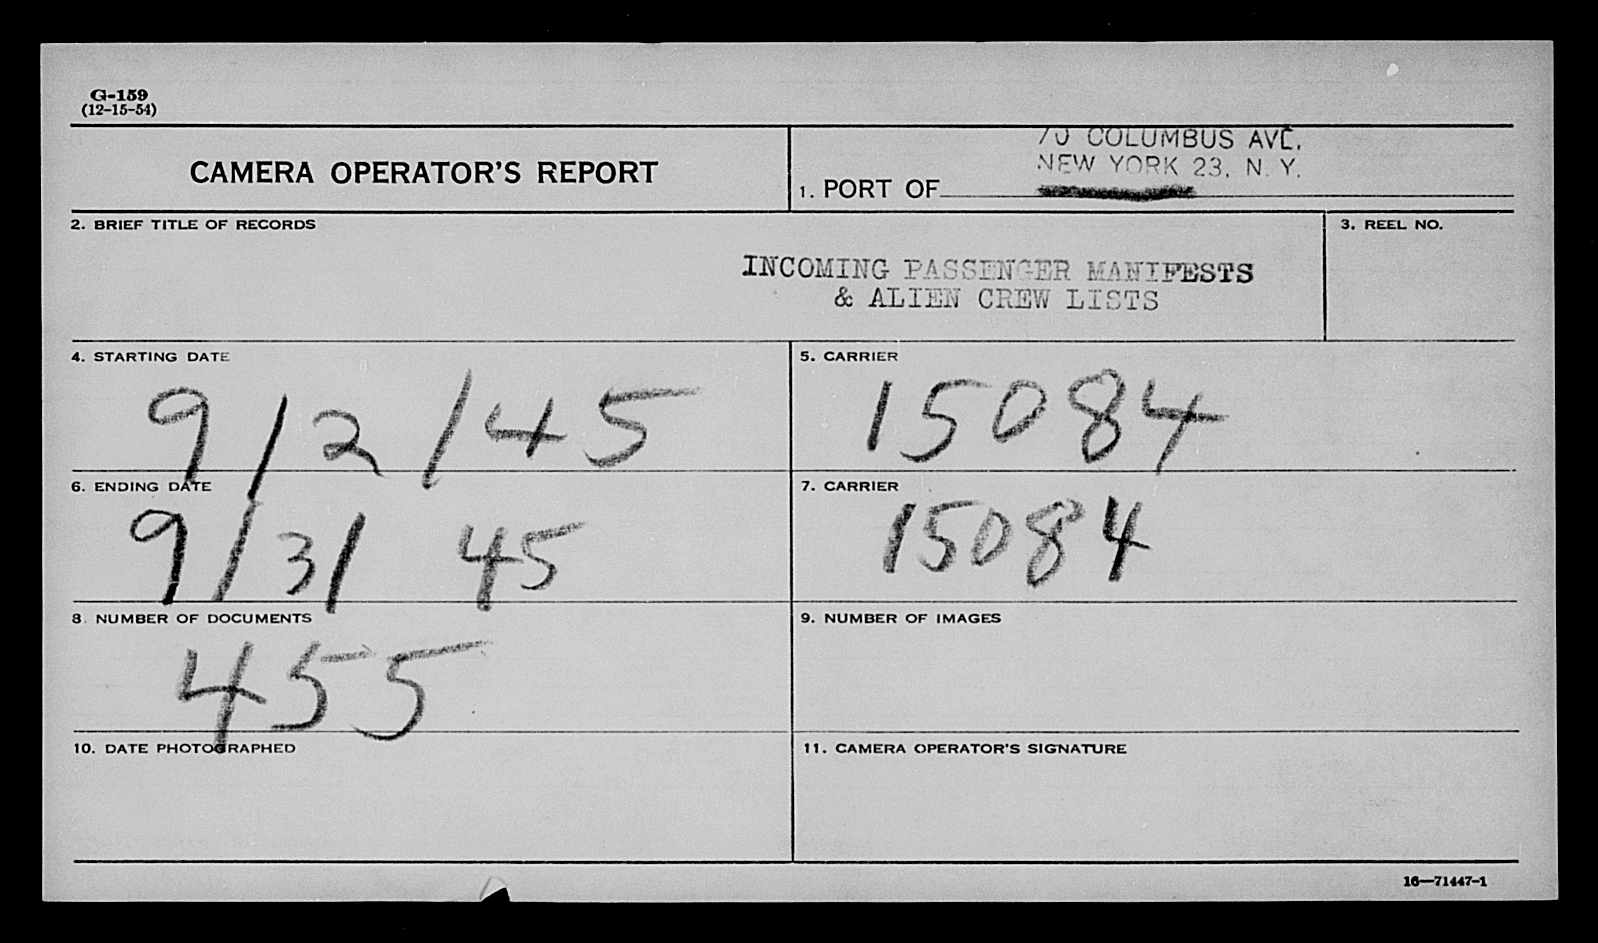 G-159
(12-15-54)
CAMERA OPERATOR'S REPORT
70 COLUMBUS AVE.
NEW YORK 23, N. Y.
1. PORT OF
2. BRIEF TITLE OF RECORDS
3. REEL NO.
INCOMING PASSENGER MANIFESTS
& ALIEN CREW LISTS
4. STARTING DATE
9/2/45
5. CARRIER
15084
6. ENDING DATE
9/31 45
7. CARRIER
15084
8. NUMBER OF DOCUMENTS
455
9. NUMBER OF IMAGES
10. DATE PHOTOGRAPHED
11. CAMERA OPERATOR'S SIGNATURE
16—71447-1